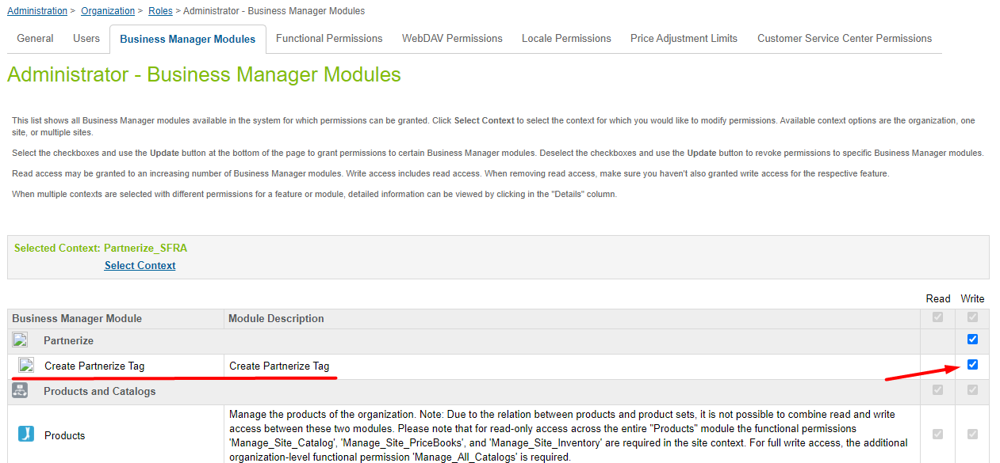 Administration > Organization > Roles > Administrator - Business Manager Modules
General Users Business Manager Modules Functional Permissions WebDAV Permissions Locale Permissions Price Adjustment Limits Customer Service Center Permissions
Administrator - Business Manager Modules
This list shows all Business Manager modules available in the system for which permissions can be granted. Click Select Context to select the context for which you would like to modify permissions. Available context options are the organization, one
site, or multiple sites.
Select the checkboxes and use the Update button at the bottom of the page to grant permissions to certain Business Manager modules. Deselect the checkboxes and use the Update button to revoke permissions to specific Business Manager modules.
Read access may be granted to an increasing number of Business Manager modules. Write access includes read access. When removing read access, make sure you haven't also granted write access for the respective feature.
When multiple contexts are selected with different permissions for a feature or module, detailed information can be viewed by clicking in the "Details" column.
Selected Context: Partnerize_SFRA
Select Context
Read Write
Business Manager Module Module Description
Partnerize
Create Partnerize Tag Create Partnerize Tag
Products and Catalogs
Products
Manage the products of the organization. Note: Due to the relation between products and product sets, it is not possible to combine read and write
access between these two modules. Please note that for read-only access across the entire "Products" module the functional permissions
'Manage_Site_Catalog', 'Manage_Site_PriceBooks', and 'Manage_Site_Inventory' are required in the site context. For full write access, the additional
organization-level functional permission 'Manage_All_Catalogs' is required.